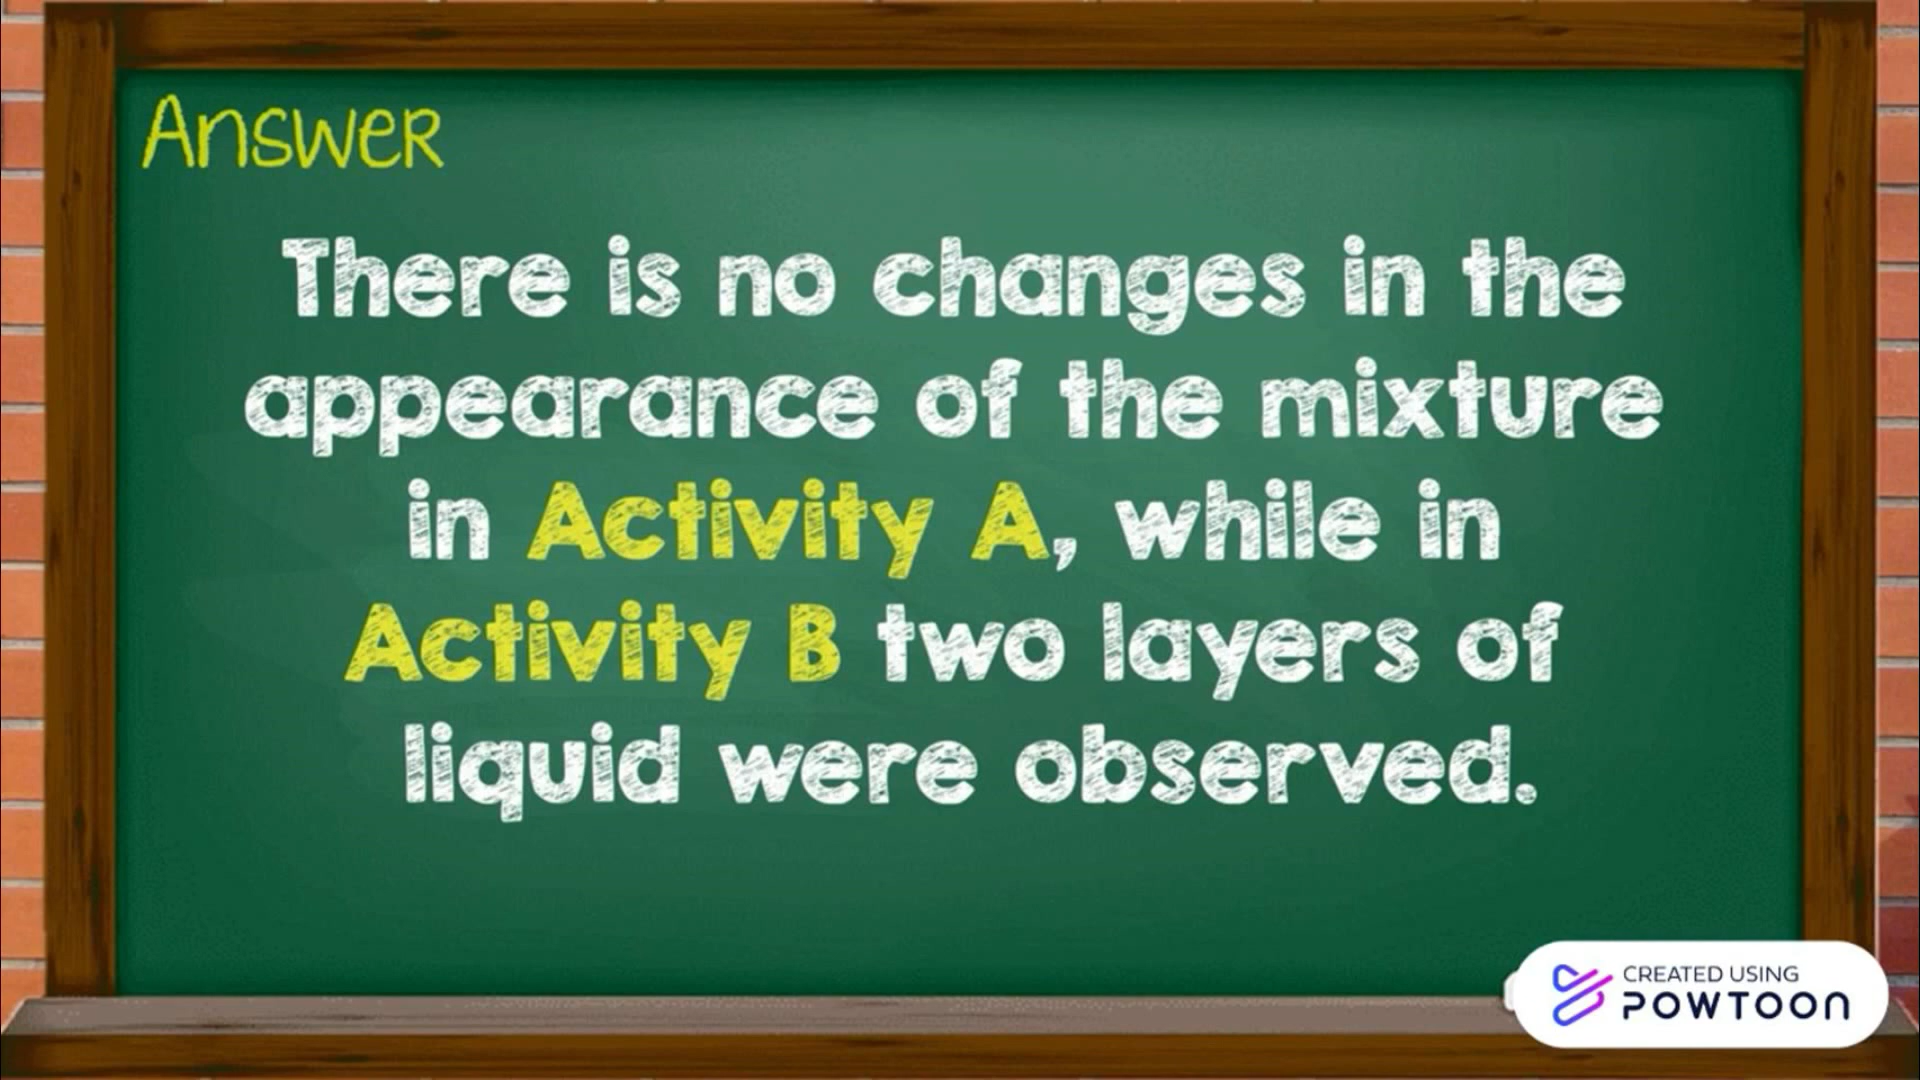 Answer
There is no changes in the
appearance of the mixture
in Activity A, while in
Activity B two layers of
liquid were observed.
CREATED USING
POWTOON